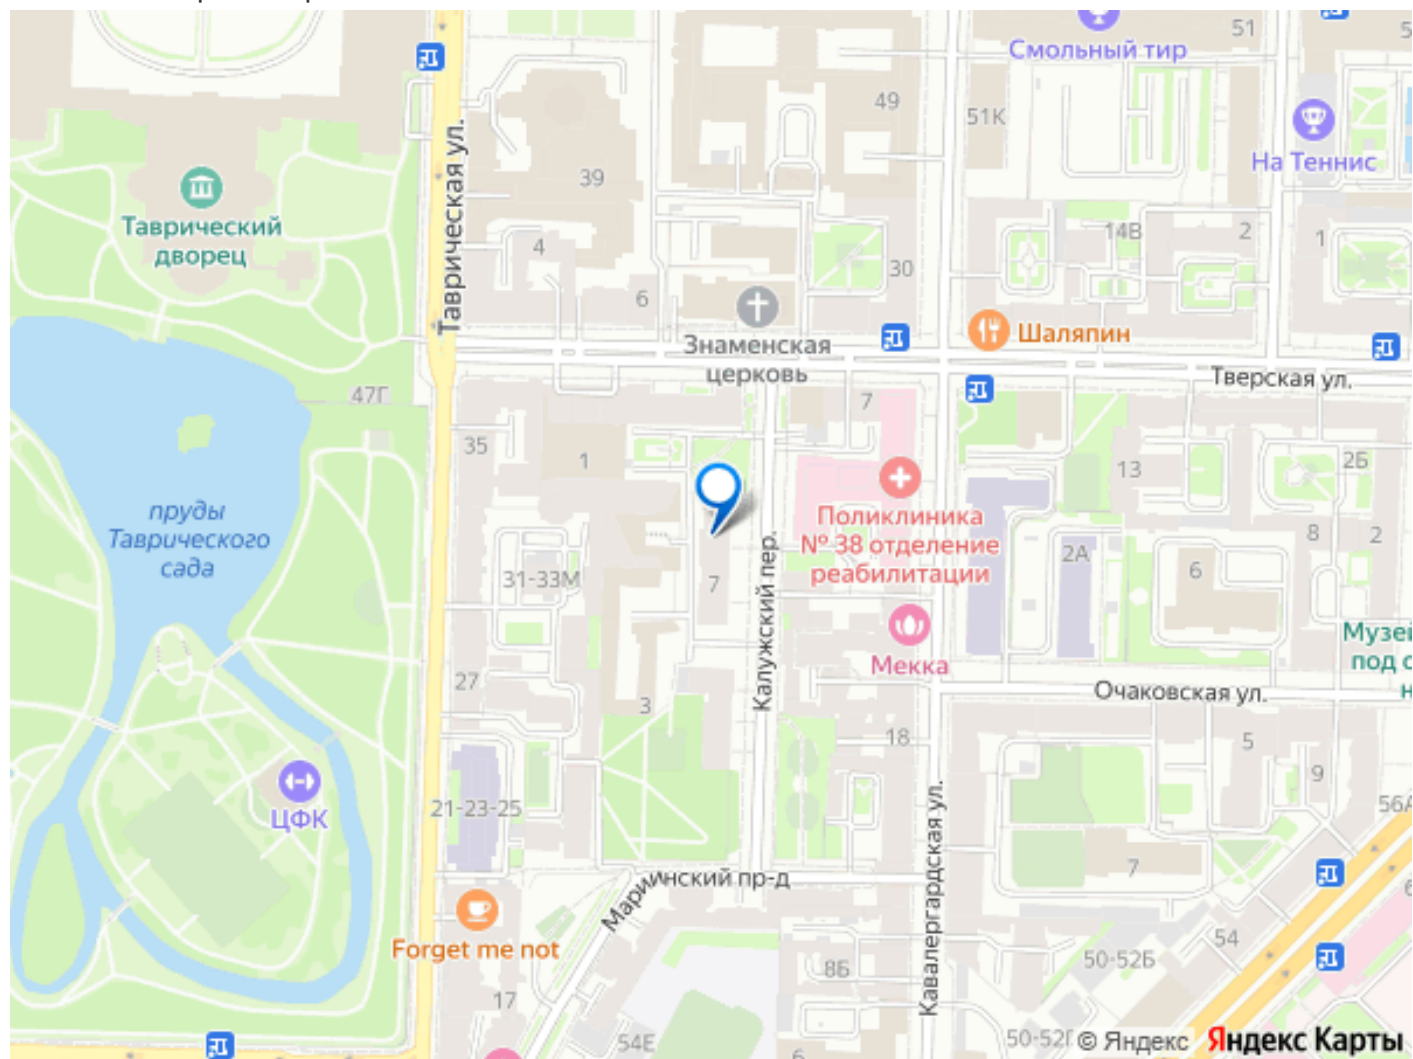 Смольный тир
51
49
51К
На Теннис
Таврическая ул.
39
Таврический
дворец
4
14В
2
1
30
6
Знаменская
церковь
Шаляпин
Тверская ул.
47Г
7
35
1
13
2Б
пруды
Таврического
сада
Поликлиника
№ 38 отделение
реабилитации
8
2
2А
6
31-33М
7
Калужский пер.
Мекка
Музей
под о
н
27
3
Очаковская ул.
18
5
9
ЦФК
21-23-25
56А
Кавалергардская ул.
7
Мариинский пр-д
Forget me not
54
8Б
50-52Б
17
54Е
50-52Г
© Яндекс
Яндекс Карты